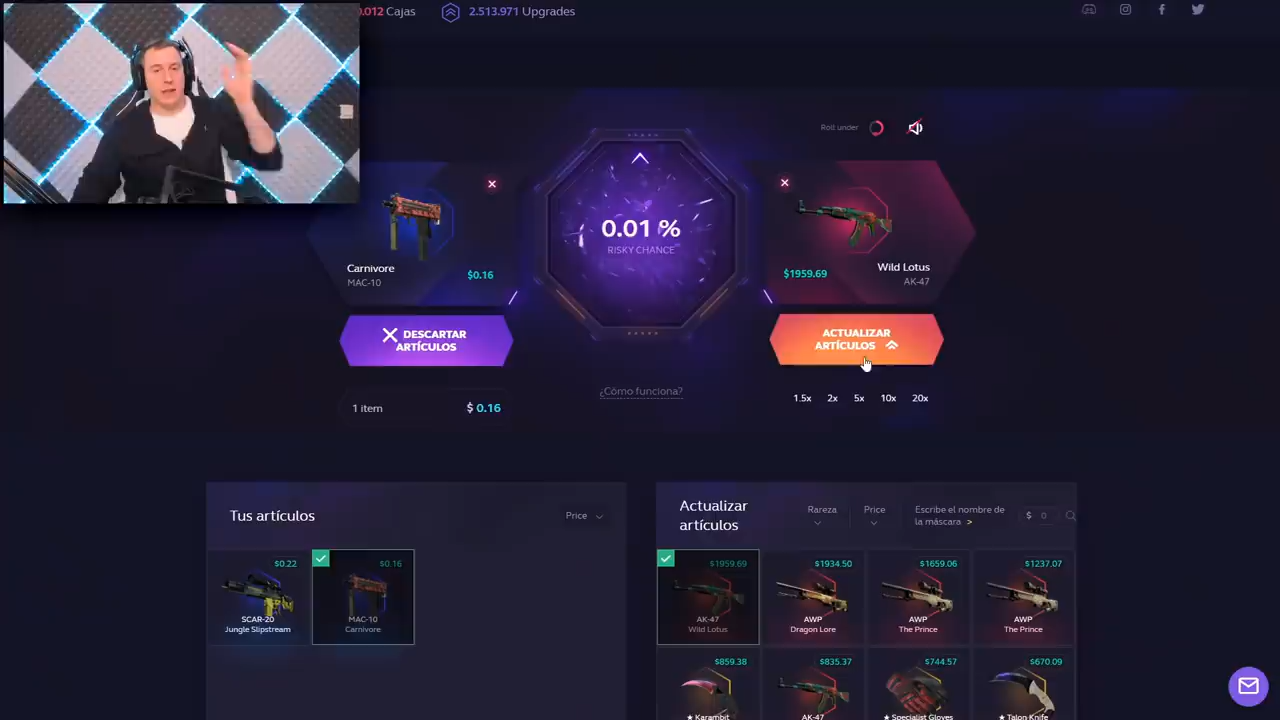 .012 Cajas
2.513.971 Upgrades
Roll under
0.01 %
RISKY CHANCE
Carnivore
MAC-10
$0.16
$1959.69
Wild Lotus
AK-47
DESCARTAR
ARTÍCULOS
ACTUALIZAR
ARTÍCULOS
¿Cómo funciona?
1.5x 2x 5x 10x 20x
1 item
$ 0.16
Tus artículos
Price
Actualizar
artículos
Rareza
Price
Escribe el nombre de
la máscara >
$ 0
$0.22
SCAR-20
Jungle Slipstream
$0.16
MAC-10
Carnivore
$1959.69
AK-47
Wild Lotus
$1934.50
AWP
Dragon Lore
$1659.06
AWP
The Prince
$1237.07
AWP
The Prince
$859.38
★ Karambit
$835.37
AK-47
$744.57
★ Specialist Gloves
$670.09
★ Talon Knife